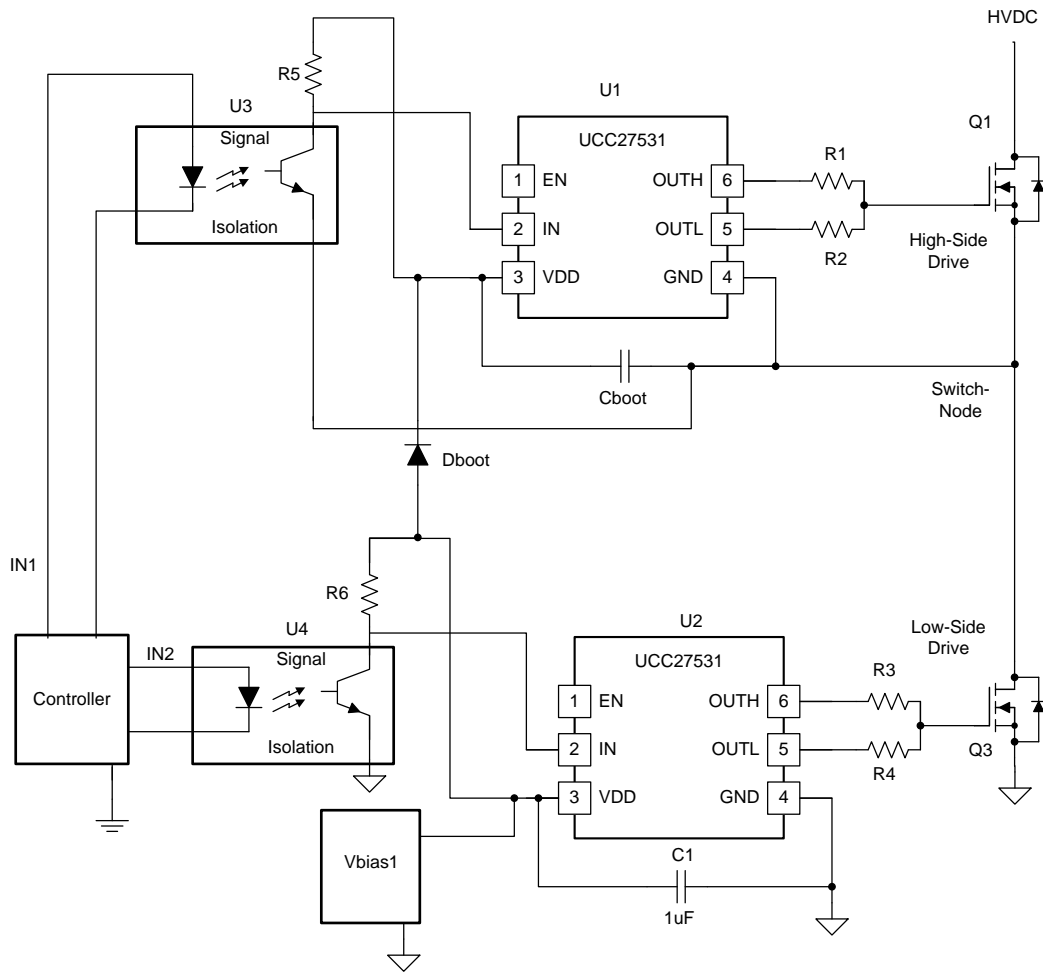 HVDC
R5
U3
Signal
Isolation
U1
UCC27531
1 EN
2 IN
3 VDD
OUTH 6
OUTL 5
GND 4
R1
R2
Q1
High-Side
Drive
Cboot
Switch-
Node
Dboot
IN1
R6
U4
Signal
Isolation
IN2
Controller
U2
UCC27531
1 EN
2 IN
3 VDD
OUTH 6
OUTL 5
GND 4
R3
R4
Low-Side
Drive
Q3
Vbias1
C1
1uF